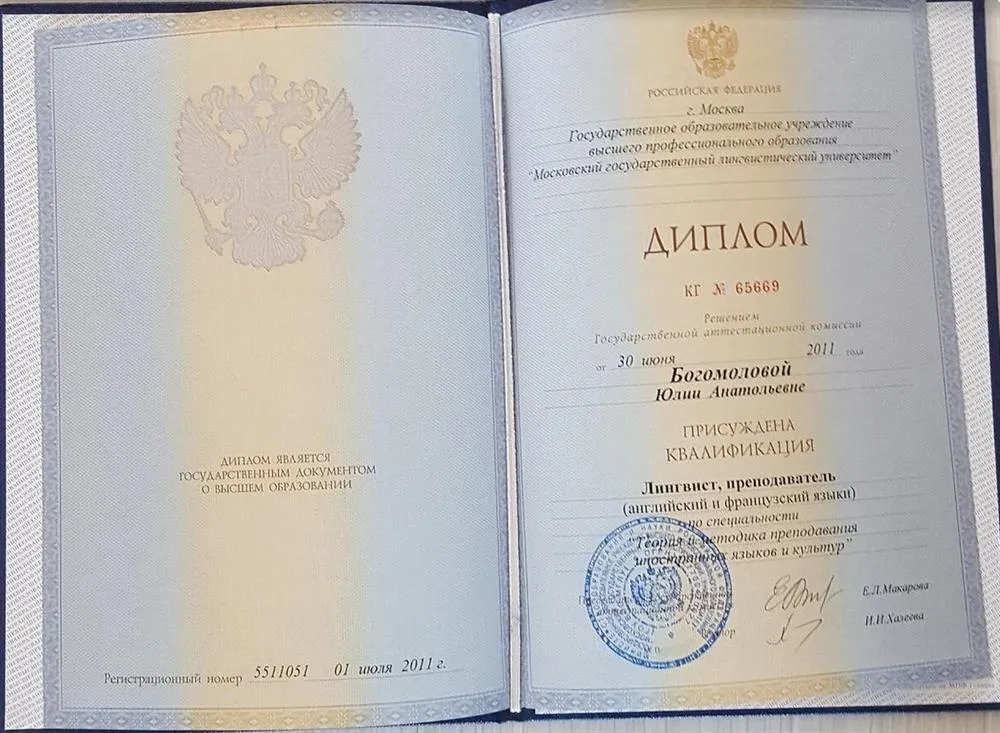 ДИПЛОМ ЯВЛЯЕТСЯ
ГОСУДАРСТВЕННЫМ ДОКУМЕНТОМ
О ВЫСШЕМ ОБРАЗОВАНИИ
Регистрационный номер 5511051 01 июля 2011 г.
РОССИЙСКАЯ ФЕДЕРАЦИЯ
г. Москва
Государственное образовательное учреждение
высшего профессионального образования
"Московский государственный лингвистический университет"
ДИПЛОМ
КГ № 65669
Решением
Государственной аттестационной комиссии
от 30 июня 2011 года
Богомоловой
Юлии Анатольевне
ПРИСУЖДЕНА
КВАЛИФИКАЦИЯ
Лингвист, преподаватель
(английский и французский языки)
по специальности
"Теория и методика преподавания
иностранных языков и культур"
Е.Л.Макарова
И.И.Халеева